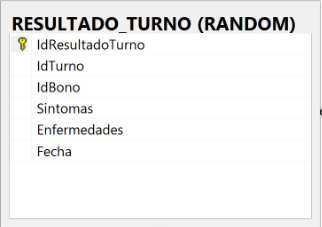 RESULTADO_TURNO (RANDOM)
IdResultadoTurno
IdTurno
IdBono
Sintomas
Enfermedades
Fecha